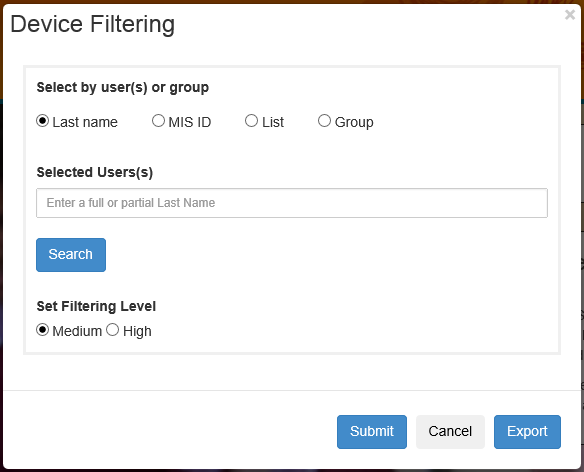 Device Filtering
×
Select by user(s) or group
Last name MIS ID List Group
Selected Users(s)
Enter a full or partial Last Name
Search
Set Filtering Level
Medium High
Submit Cancel Export